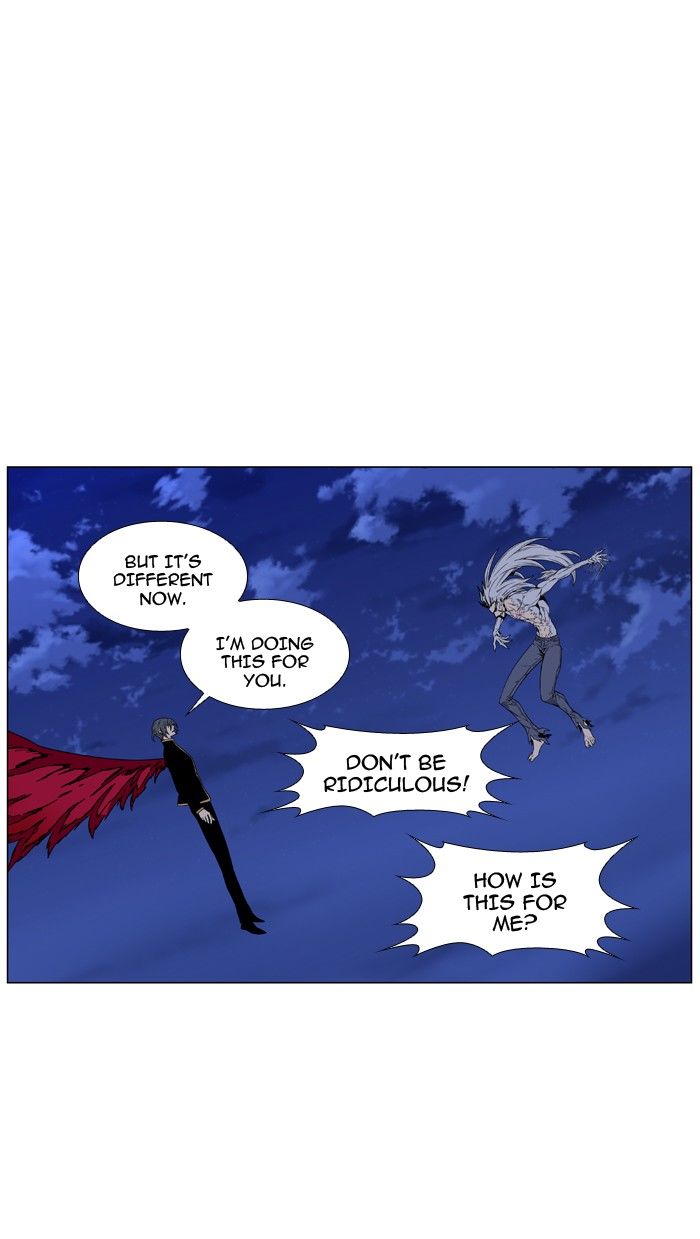 BUT IT'S
DIFFERENT
NOW.
I'M DOING
THIS FOR
YOU.
DON'T BE
RIDICULOUS!
HOW IS
THIS FOR
ME?